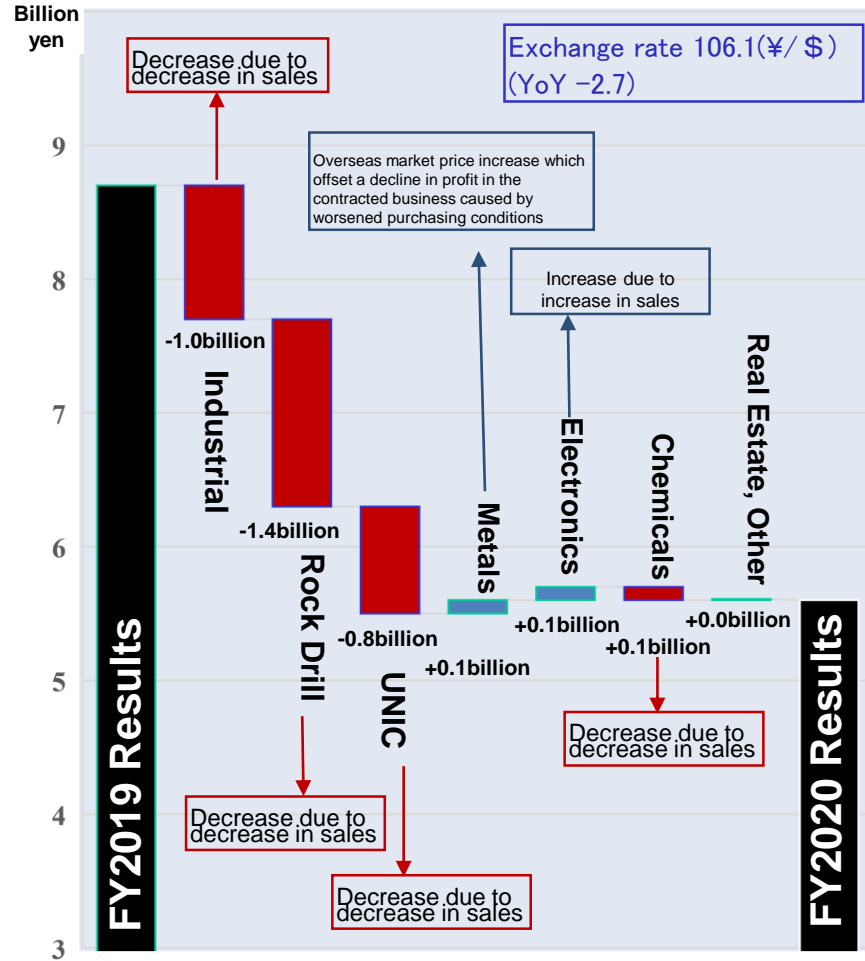 Billion
yen
Decrease due to
decrease in sales
Exchange rate 106.1(¥/＄)
(YoY −2.7)
9
Overseas market price increase which
offset a decline in profit in the
contracted business caused by
worsened purchasing conditions
8
Increase due to
increase in sales
-1.0billion
Industrial
7
-1.4billion
Rock Drill
6
-0.8billion
UNIC
Metals
+0.1billion
Electronics
+0.1billion
Chemicals
+0.1billion
Real Estate, Other
+0.0billion
5
Decrease due to
decrease in sales
4
Decrease due to
decrease in sales
Decrease due to
decrease in sales
3
FY2019 Results
FY2020 Results